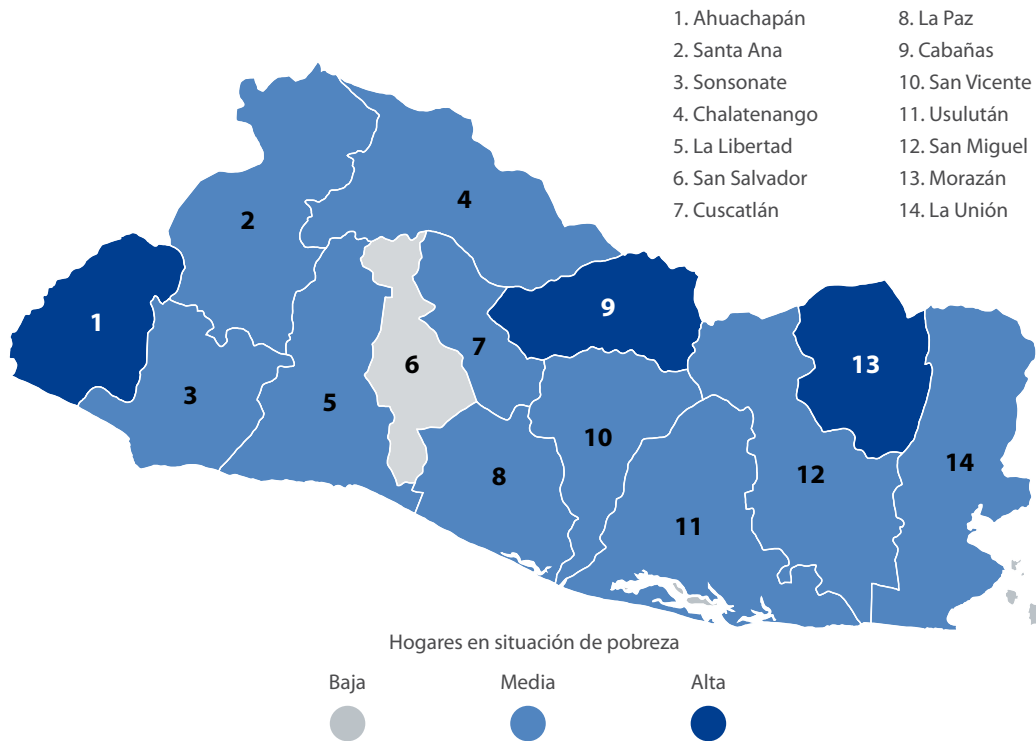 1. Ahuachapán
2. Santa Ana
3. Sonsonate
4. Chalatenango
5. La Libertad
6. San Salvador
7. Cuscatlán
8. La Paz
9. Cabañas
10. San Vicente
11. Usulután
12. San Miguel
13. Morazán
14. La Unión
4
2
1
9
6
7
13
3
5
10
8
12
14
11
Hogares en situación de pobreza
Baja
Media
Alta